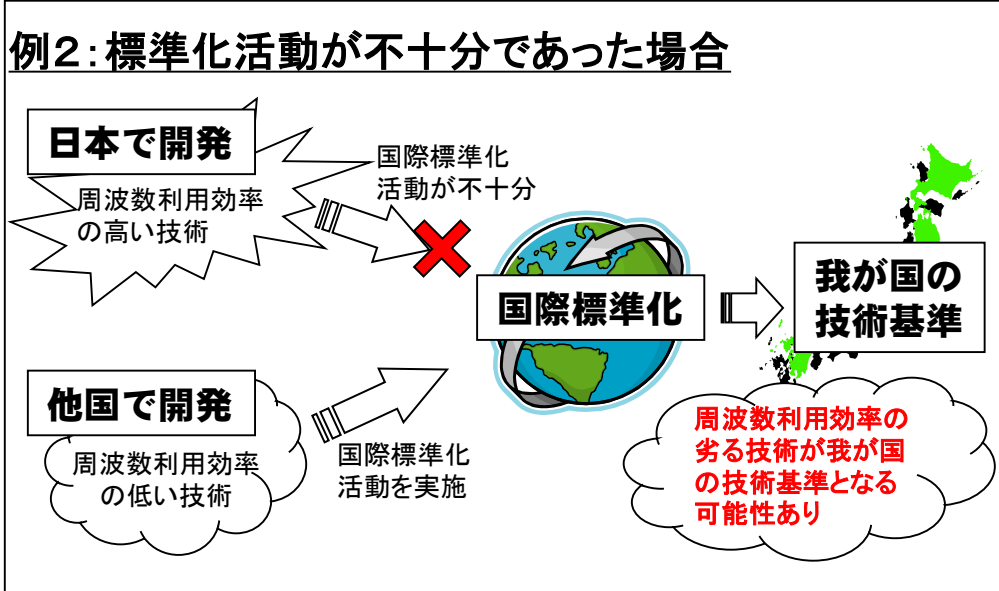 例２：標準化活動が不十分であった場合
日本で開発
周波数利用効率
の高い技術
国際標準化
活動が不十分
国際標準化
我が国の
技術基準
他国で開発
周波数利用効率
の低い技術
国際標準化
活動を実施
周波数利用効率の
劣る技術が我が国
の技術基準となる
可能性あり